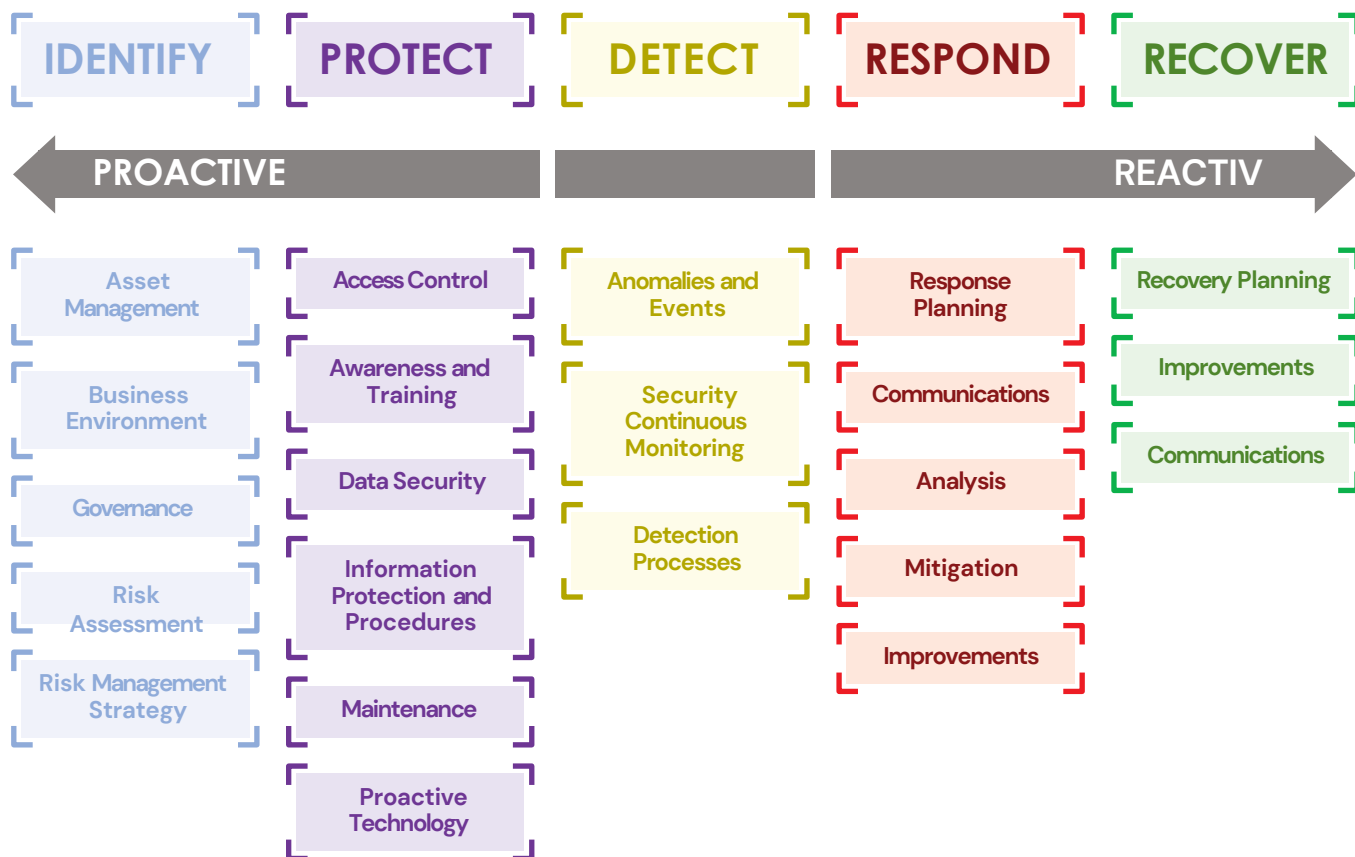 IDENTIFY
PROTECT
DETECT
RESPOND
RECOVER
PROACTIVE
REACTIV
Asset
Management
Business
Environment
Governance
Risk
Assessment
Risk Management
Strategy
Access Control
Awareness and
Training
Data Security
Information
Protection and
Procedures
Maintenance
Proactive
Technology
Anomalies and
Events
Security
Continuous
Monitoring
Detection
Processes
Response
Planning
Communications
Analysis
Mitigation
Improvements
Recovery Planning
Improvements
Communications